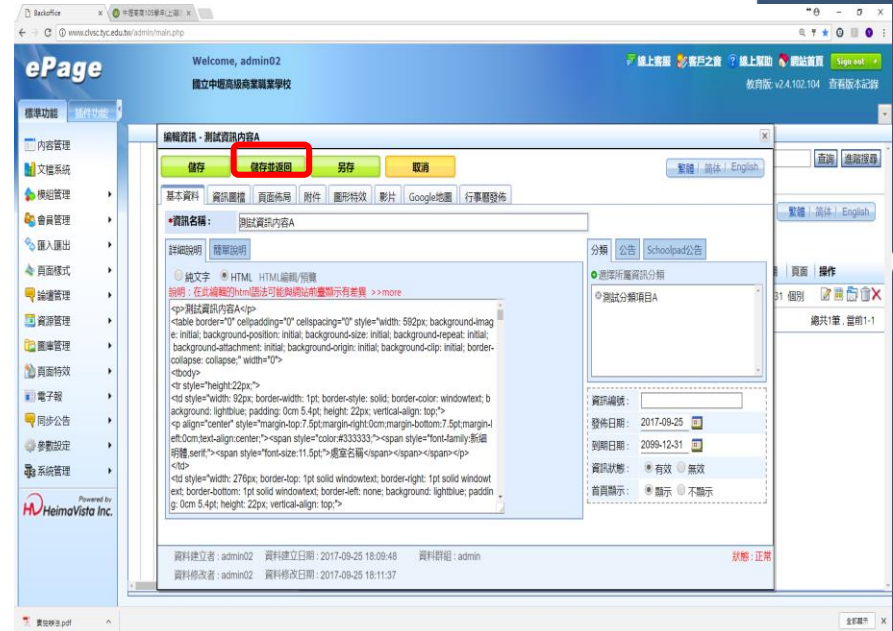 Backoffice
www.clvsc.tyc.edu.tw/admin/main.php
ePage
Welcome, admin02
國立中壢高級商業職業學校
線上客服 客戶之音 線上幫助 網站首頁 Sign out
教育版 v2.4.102.104 查看版本記錄
標準功能 插件功能
內容管理
文檔系統
模組管理
會員管理
匯入匯出
頁面樣式
論壇管理
資源管理
圖庫管理
頁面特效
電子報
同步公告
參數設定
系統管理
Powered by
HeimaVista Inc.
編輯資訊 - 測試資訊內容A
儲存 儲存並返回 另存 取消
繁體 | 简体 | English
基本資料 資訊圖檔 頁面佈局 附件 圖形特效 影片 Google地圖 行事曆發佈
*資訊名稱： 測試資訊內容A
詳細說明 簡單說明
純文字 HTML HTML編輯/預覽
說明：在此編輯的html語法可能與網站前臺顯示有差異 >>more
<p>測試資訊內容A</p>
<table border="0" cellpadding="0" cellspacing="0" style="width: 592px; background-imag
e: initial; background-position: initial; background-size: initial; background-repeat: initial;
background-attachment: initial; background-origin: initial; background-clip: initial; border-
collapse: collapse;" width="0">
<tbody>
<tr style="height:22px;">
<td style="width: 92px; border-width: 1pt; border-style: solid; border-color: windowtext; b
ackground: lightblue; padding: 0cm 5.4pt; height: 22px; vertical-align: top;">
<p align="center" style="margin-top:7.5pt;margin-right:0cm;margin-bottom:7.5pt;margin-l
eft:0cm;text-align:center;"><span style="color:#333333;"><span style="font-family:新細
明體,serif;"><span style="font-size:11.5pt;">處室名稱</span></span></span></p>
</td>
<td style="width: 276px; border-top: 1pt solid windowtext; border-right: 1pt solid windowt
ext; border-bottom: 1pt solid windowtext; border-left: none; background: lightblue; paddin
g: 0cm 5.4pt; height: 22px; vertical-align: top;">
分類 公告 Schoolpad公告
選擇所屬資訊分類
測試分類項目A
資訊編號：
發佈日期： 2017-09-25
到期日期： 2099-12-31
資訊狀態： 有效 無效
首頁顯示： 顯示 不顯示
資料建立者 : admin02 資料建立日期 : 2017-09-25 18:09:48 資料群組 : admin
狀態 : 正常
資料修改者 : admin02 資料修改日期 : 2017-09-25 18:11:37
查詢 進階搜尋
繁體 | 简体 | English
頁面 操作
31 個別
總共1筆 , 當前1-1
全部顯示